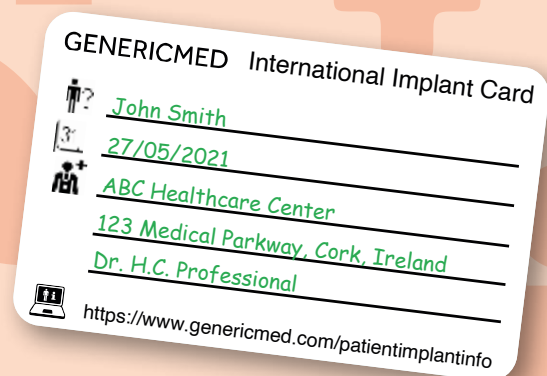 GENERICMED International Implant Card
John Smith
27/05/2021
ABC Healthcare Center
123 Medical Parkway, Cork, Ireland
Dr. H.C. Professional
https://www.genericmed.com/patientimplantinfo